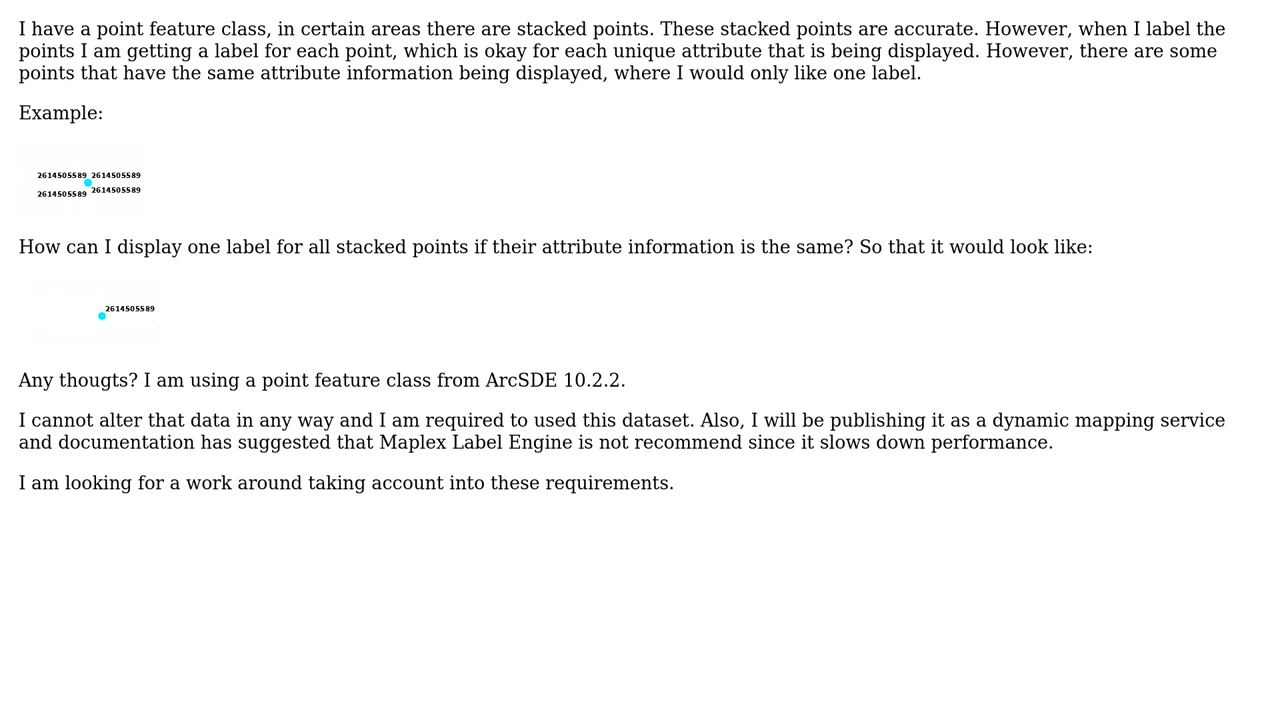 I have a point feature class, in certain areas there are stacked points. These stacked points are accurate. However, when I label the
points I am getting a label for each point, which is okay for each unique attribute that is being displayed. However, there are some
points that have the same attribute information being displayed, where I would only like one label.
Example:
2614505589 2614505589
2614505589 2614505589
How can I display one label for all stacked points if their attribute information is the same? So that it would look like:
2614505589
Any thougts? I am using a point feature class from ArcSDE 10.2.2.
I cannot alter that data in any way and I am required to used this dataset. Also, I will be publishing it as a dynamic mapping service
and documentation has suggested that Maplex Label Engine is not recommend since it slows down performance.
I am looking for a work around taking account into these requirements.